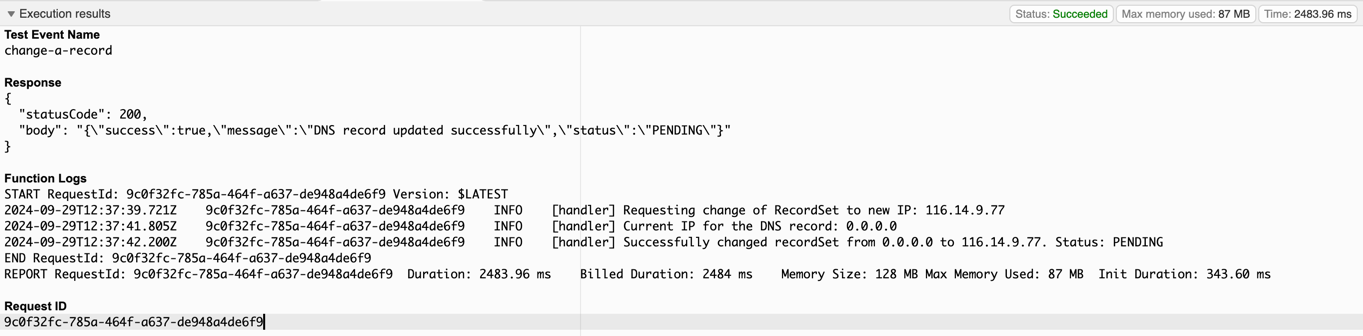 Execution results
Status: Succeeded
Max memory used: 87 MB
Time: 2483.96 ms
Test Event Name
change-a-record
Response
{
  "statusCode": 200,
  "body": "{\"success\":true,\"message\":\"DNS record updated successfully\",\"status\":\"PENDING\"}"
}
Function Logs
START RequestId: 9c0f32fc-785a-464f-a637-de948a4de6f9 Version: $LATEST
2024-09-29T12:37:39.721Z    9c0f32fc-785a-464f-a637-de948a4de6f9    INFO    [handler] Requesting change of RecordSet to new IP: 116.14.9.77
2024-09-29T12:37:41.805Z    9c0f32fc-785a-464f-a637-de948a4de6f9    INFO    [handler] Current IP for the DNS record: 0.0.0.0
2024-09-29T12:37:42.200Z    9c0f32fc-785a-464f-a637-de948a4de6f9    INFO    [handler] Successfully changed recordSet from 0.0.0.0 to 116.14.9.77. Status: PENDING
END RequestId: 9c0f32fc-785a-464f-a637-de948a4de6f9
REPORT RequestId: 9c0f32fc-785a-464f-a637-de948a4de6f9  Duration: 2483.96 ms    Billed Duration: 2484 ms    Memory Size: 128 MB Max Memory Used: 87 MB  Init Duration: 343.60 ms
Request ID
9c0f32fc-785a-464f-a637-de948a4de6f9